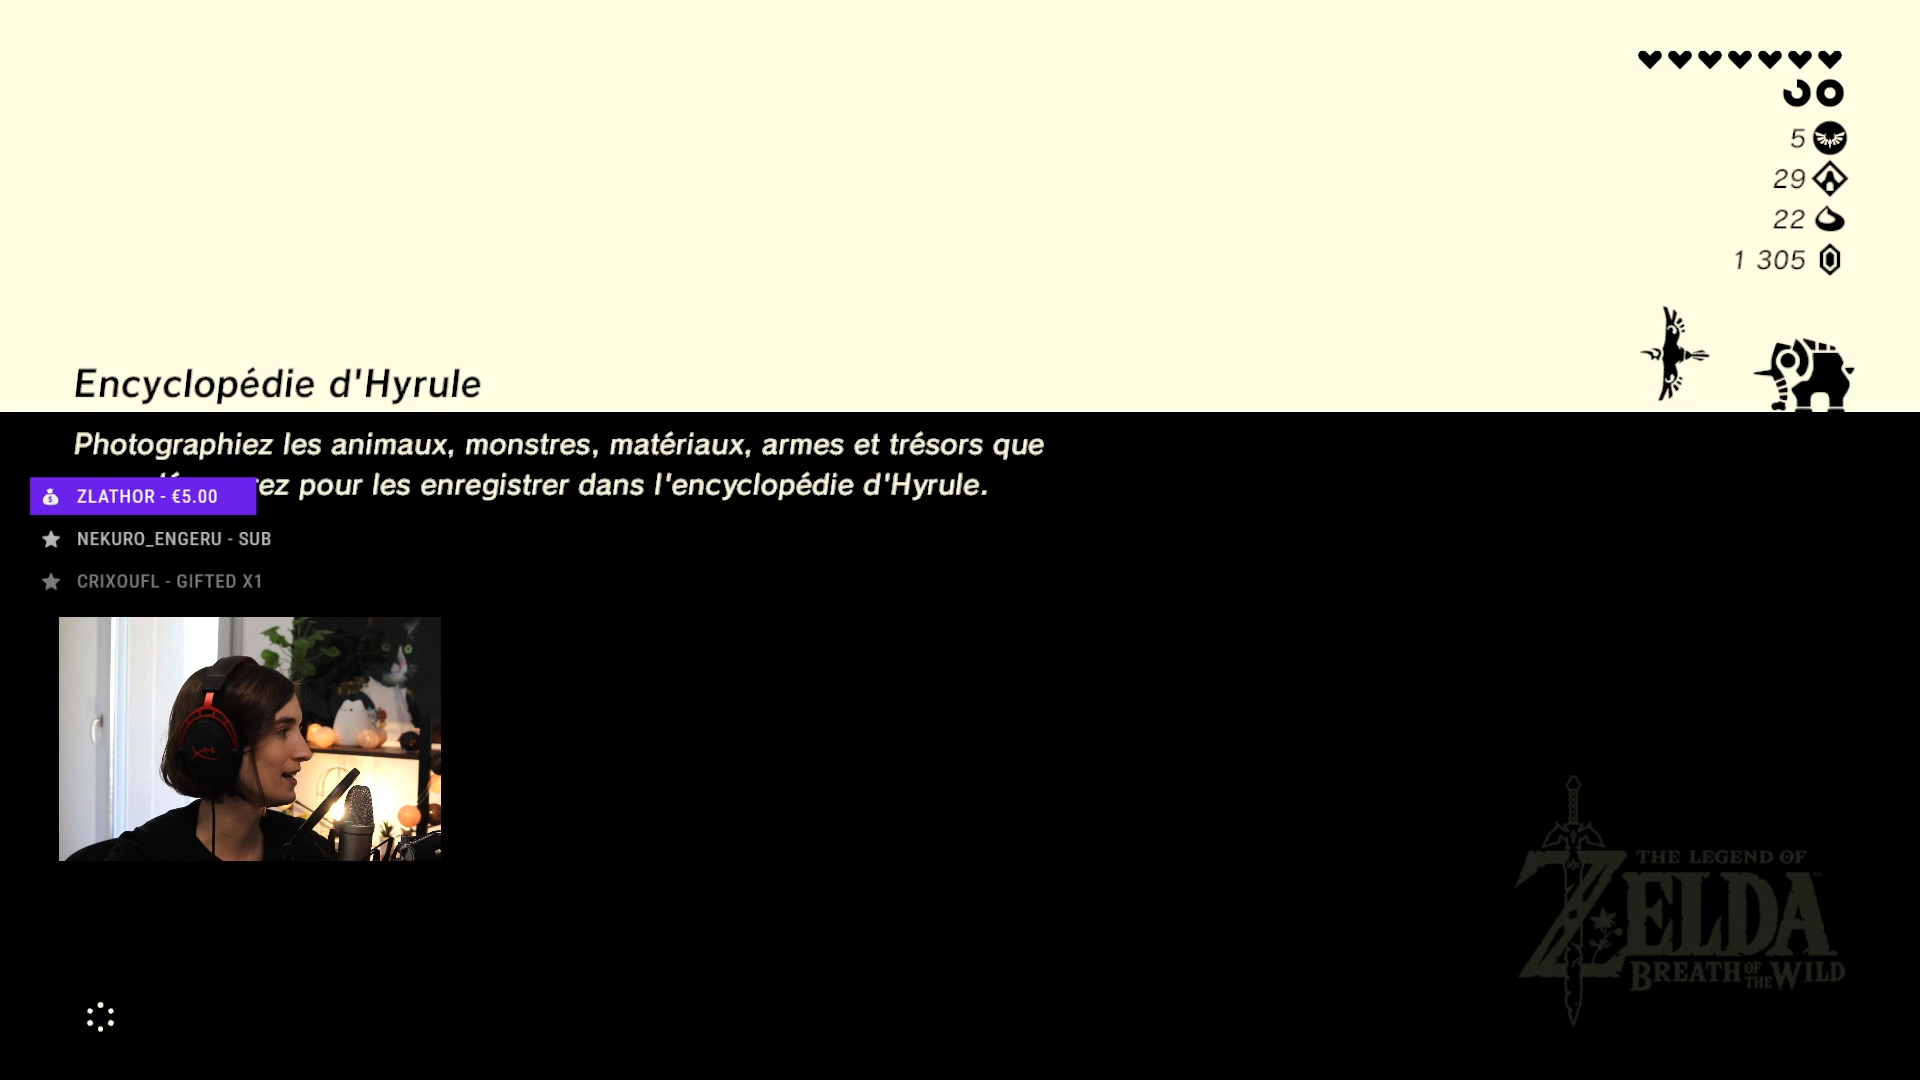 5
29
22
1 305
Encyclopédie d'Hyrule
Photographiez les animaux, monstres, matériaux, armes et trésors que
pour les enregistrer dans l'encyclopédie d'Hyrule.
ZLATHOR - €5.00
NEKURO_ENGERU - SUB
CRIXOUFL - GIFTED X1
THE LEGEND OF
ZELDA
BREATH OF THE WILD